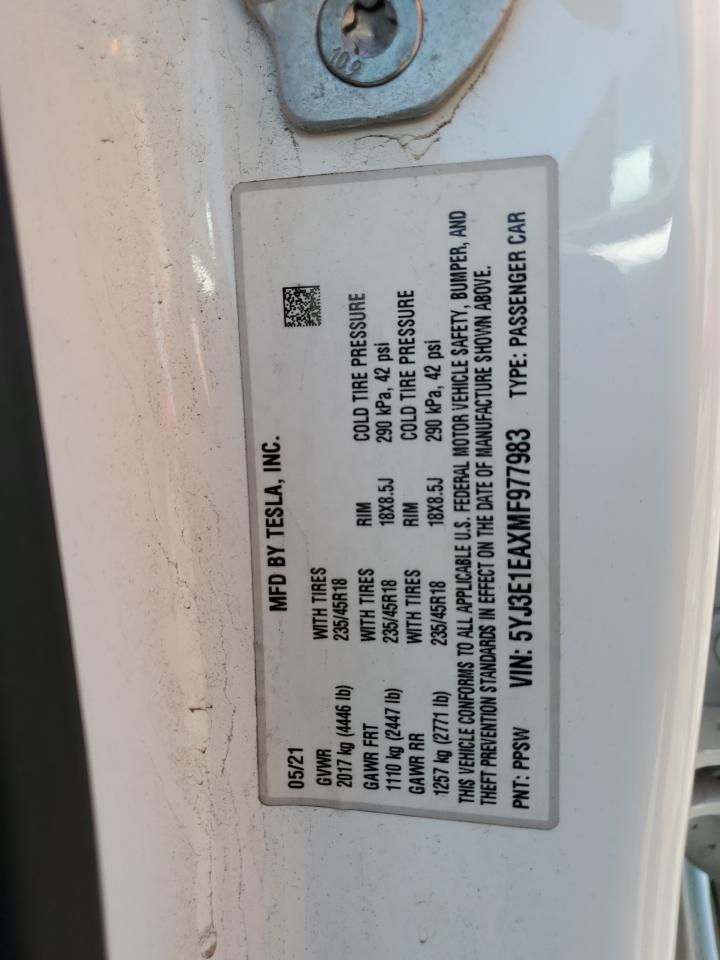 10.9
MFD BY TESLA, INC.
05/21
GVWR WITH TIRES
2017 kg (4446 lb) 235/45R18
GAWR FRT WITH TIRES RIM COLD TIRE PRESSURE
1110 kg (2447 lb) 235/45R18 18X8.5J 290 kPa, 42 psi
GAWR RR WITH TIRES RIM COLD TIRE PRESSURE
1257 kg (2771 lb) 235/45R18 18X8.5J 290 kPa, 42 psi
THIS VEHICLE CONFORMS TO ALL APPLICABLE U.S. FEDERAL MOTOR VEHICLE SAFETY, BUMPER, AND
THEFT PREVENTION STANDARDS IN EFFECT ON THE DATE OF MANUFACTURE SHOWN ABOVE.
PNT: PPSW VIN: 5YJ3E1EAXMF977983 TYPE: PASSENGER CAR